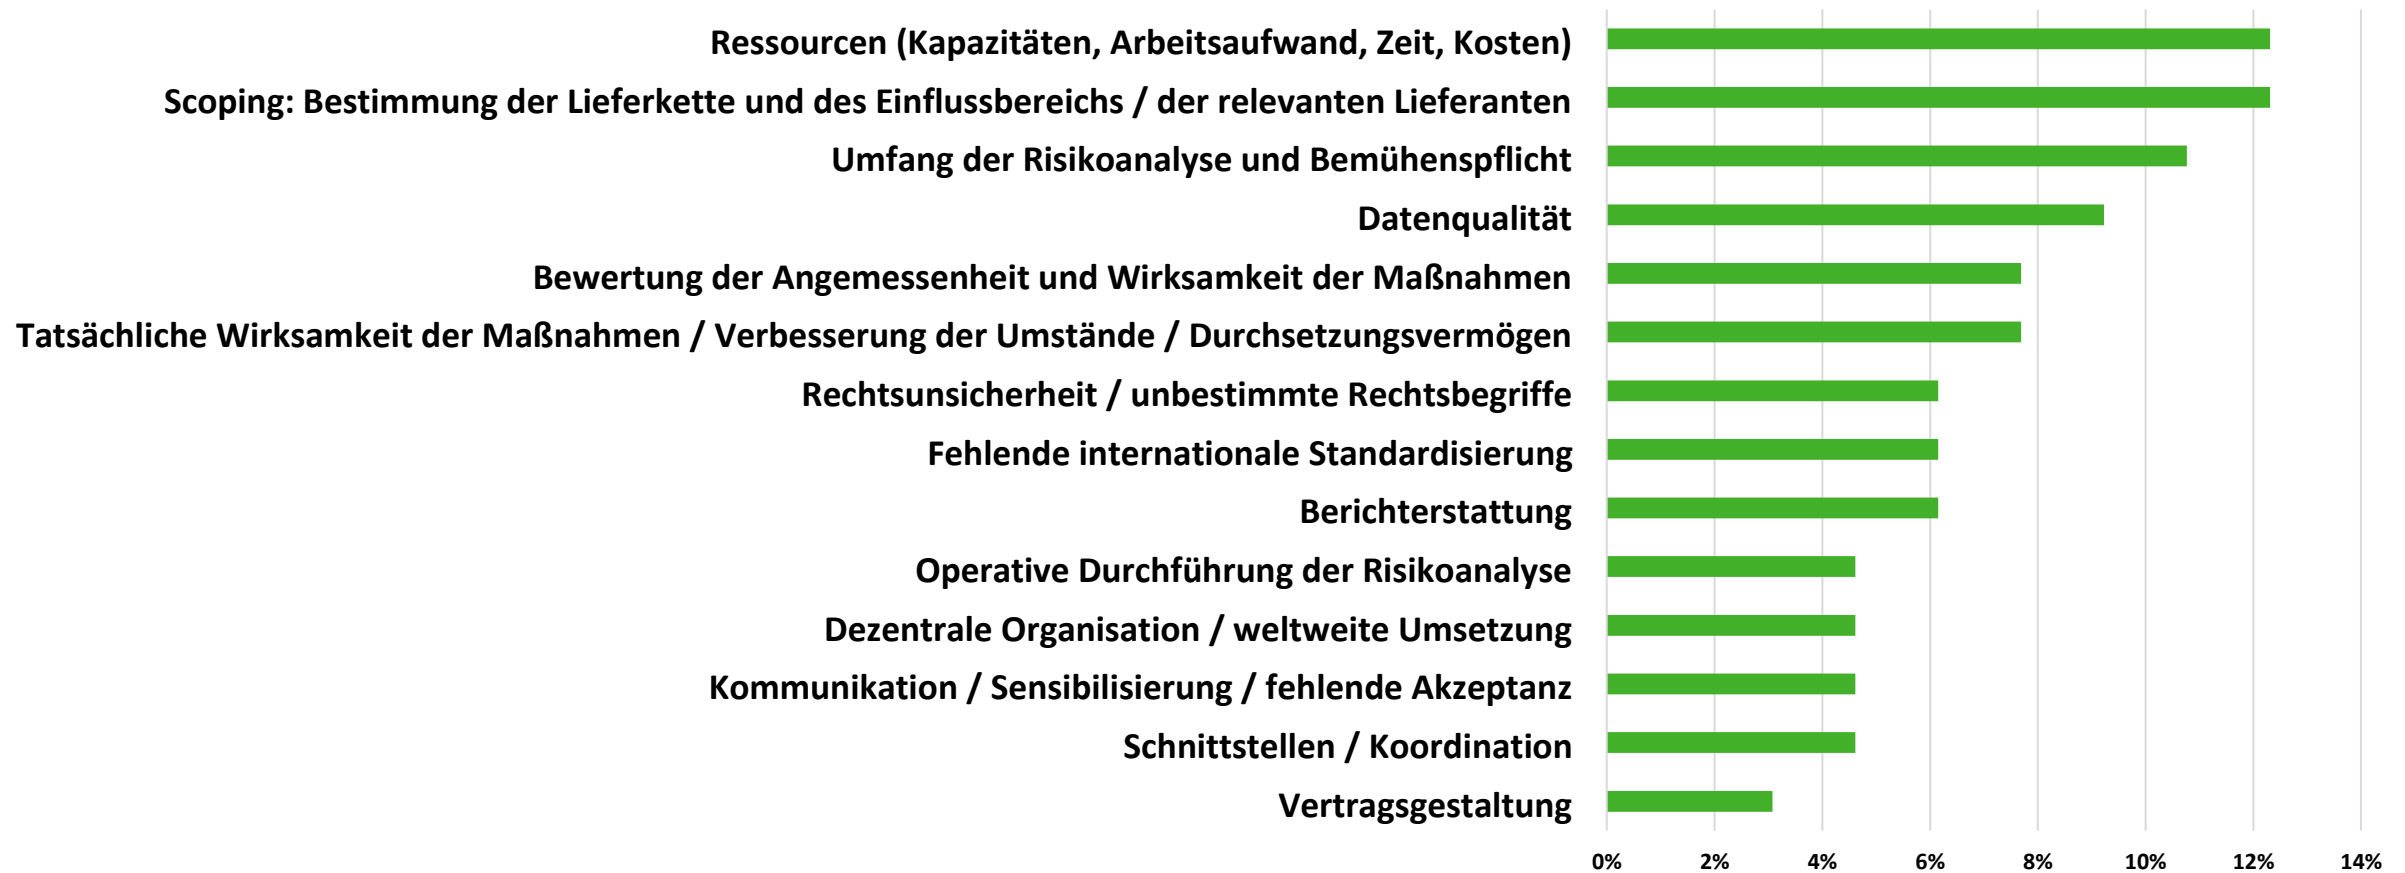 Ressourcen (Kapazitäten, Arbeitsaufwand, Zeit, Kosten)
Scoping: Bestimmung der Lieferkette und des Einflussbereichs / der relevanten Lieferanten
Umfang der Risikoanalyse und Bemühenspflicht
Datenqualität
Bewertung der Angemessenheit und Wirksamkeit der Maßnahmen
Tatsächliche Wirksamkeit der Maßnahmen / Verbesserung der Umstände / Durchsetzungsvermögen
Rechtsunsicherheit / unbestimmte Rechtsbegriffe
Fehlende internationale Standardisierung
Berichterstattung
Operative Durchführung der Risikoanalyse
Dezentrale Organisation / weltweite Umsetzung
Kommunikation / Sensibilisierung / fehlende Akzeptanz
Schnittstellen / Koordination
Vertragsgestaltung
0% 2% 4% 6% 8% 10% 12% 14%